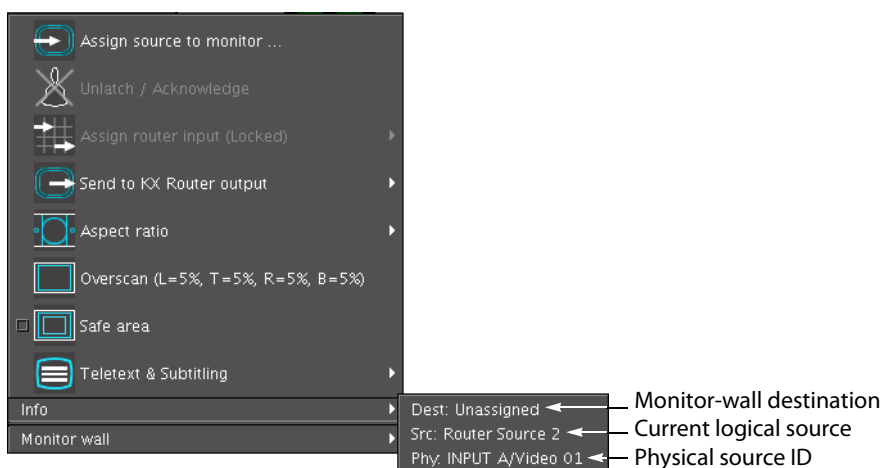 Assign source to monitor ...
Unlatch / Acknowledge
Assign router input (Locked)
Send to KX Router output
Aspect ratio
Overscan (L=5%, T=5%, R=5%, B=5%)
Safe area
Teletext & Subtitling
Info
Monitor wall
Dest: Unassigned
Monitor-wall destination
Src: Router Source 2
Current logical source
Phy: INPUT A/Video 01
Physical source ID